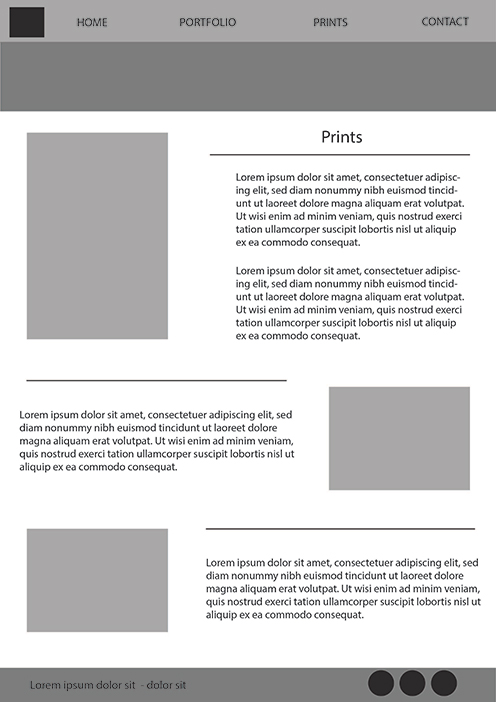 HOME PORTFOLIO PRINTS CONTACT
Prints
Lorem ipsum dolor sit amet, consectetuer adipisc-
ing elit, sed diam nonummy nibh euismod tincid-
unt ut laoreet dolore magna aliquam erat volutpat.
Ut wisi enim ad minim veniam, quis nostrud exerci
tation ullamcorper suscipit lobortis nisl ut aliquip
ex ea commodo consequat.
Lorem ipsum dolor sit amet, consectetuer adipisc-
ing elit, sed diam nonummy nibh euismod tincid-
unt ut laoreet dolore magna aliquam erat volutpat.
Ut wisi enim ad minim veniam, quis nostrud exerci
tation ullamcorper suscipit lobortis nisl ut aliquip
ex ea commodo consequat.
Lorem ipsum dolor sit amet, consectetuer adipiscing elit, sed
diam nonummy nibh euismod tincidunt ut laoreet dolore
magna aliquam erat volutpat. Ut wisi enim ad minim veniam,
quis nostrud exerci tation ullamcorper suscipit lobortis nisl ut
aliquip ex ea commodo consequat.
Lorem ipsum dolor sit amet, consectetuer adipiscing elit, sed
diam nonummy nibh euismod tincidunt ut laoreet dolore
magna aliquam erat volutpat. Ut wisi enim ad minim veniam,
quis nostrud exerci tation ullamcorper suscipit lobortis nisl ut
aliquip ex ea commodo consequat.
Lorem ipsum dolor sit - dolor sit